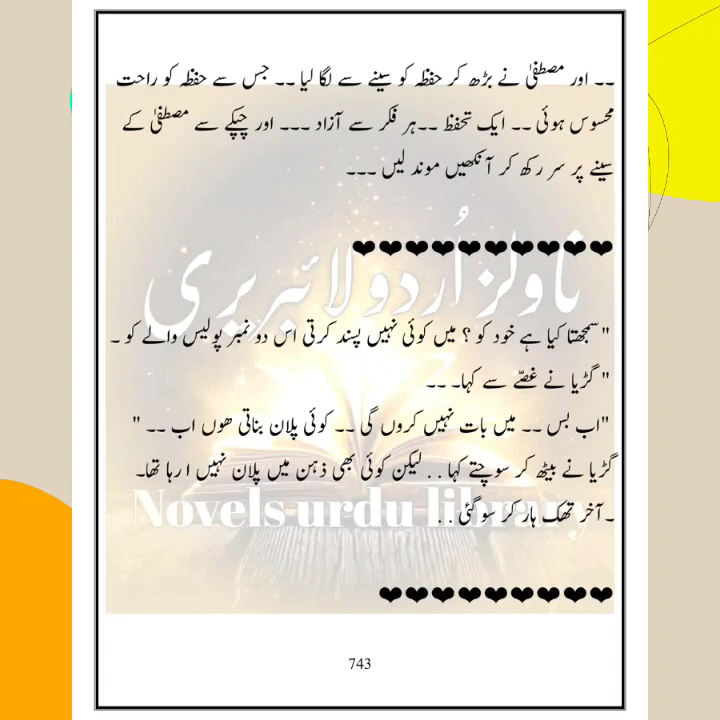 ۔۔ اور مصطفیٰ نے بڑھ کر حفظہ کو سینے سے لگا لیا ۔۔ جس سے حفظہ کو راحت
محسوس ہوئی ۔۔ ایک تحفظ ۔۔ہر فکر سے آزاد ۔۔۔ اور چپکے سے مصطفیٰ کے
سینے پر سر رکھ کر آنکھیں موند لیں ۔۔۔
❤❤❤❤❤❤❤❤❤❤
ناولز اُردو لائبریری
"سمجھتا کیا ہے خود کو ؟ میں کوئی نہیں پسند کرتی اس دو نمبر پولیس والے کو ۔
" گڑیا نے غصّے سے کہا۔ ۔۔
"اب بس ۔۔ میں بات نہیں کروں گی ۔۔ کوئی پلان بناتی ھوں اب ۔۔ "
گڑیا نے بیٹھ کر سوچتے کہا . . لیکن کوئی بھی ذہن میں پلان نہیں ا رہا تھا۔
Novels urdu library
۔ آخر تھک ہار کر سو گئی . .
❤❤❤❤❤❤❤❤❤
743